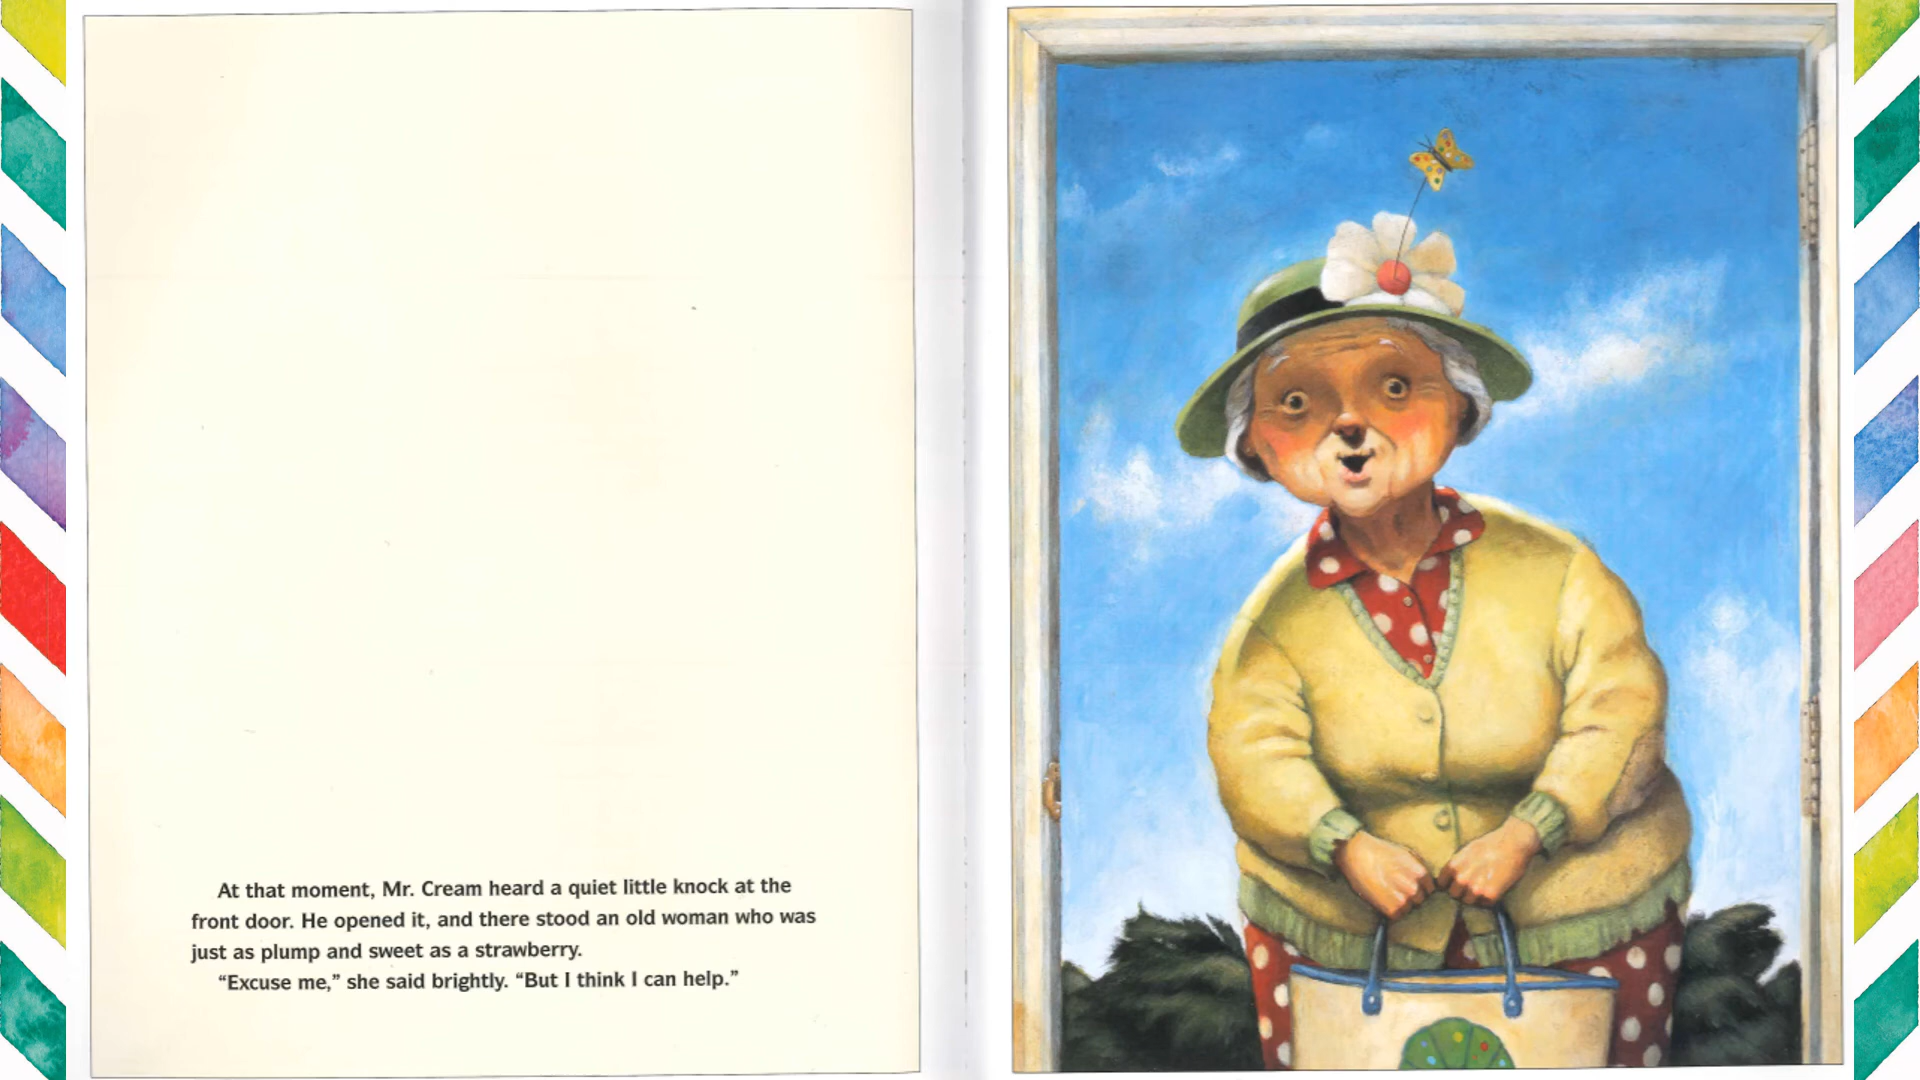 At that moment, Mr. Cream heard a quiet little knock at the
front door. He opened it, and there stood an old woman who was
just as plump and sweet as a strawberry.
“Excuse me,” she said brightly. “But I think I can help.”